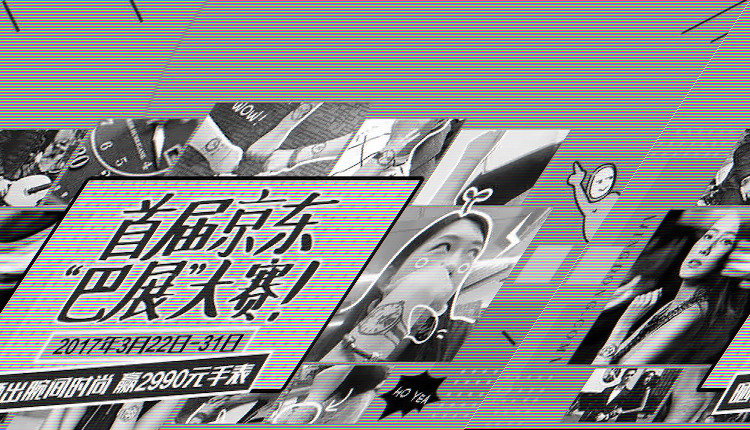 WOW!!
首届京东
“巴展”大赛！
2017年3月22日-31日
出腕间时尚 赢2990元手表
HO YEA